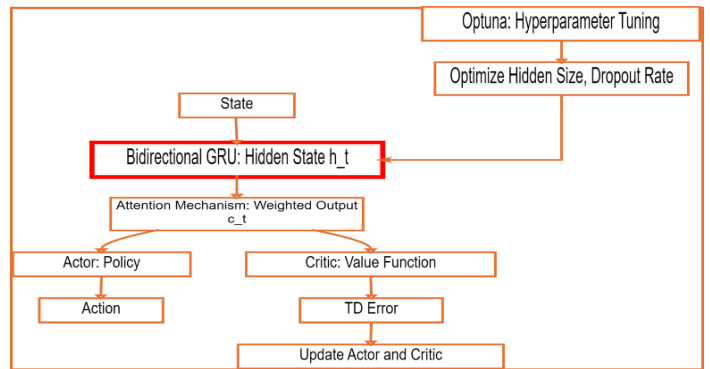 Optuna: Hyperparameter Tuning
Optimize Hidden Size, Dropout Rate
State
Bidirectional GRU: Hidden State h_t
Attention Mechanism: Weighted Output
c_t
Actor: Policy
Critic: Value Function
Action
TD Error
Update Actor and Critic